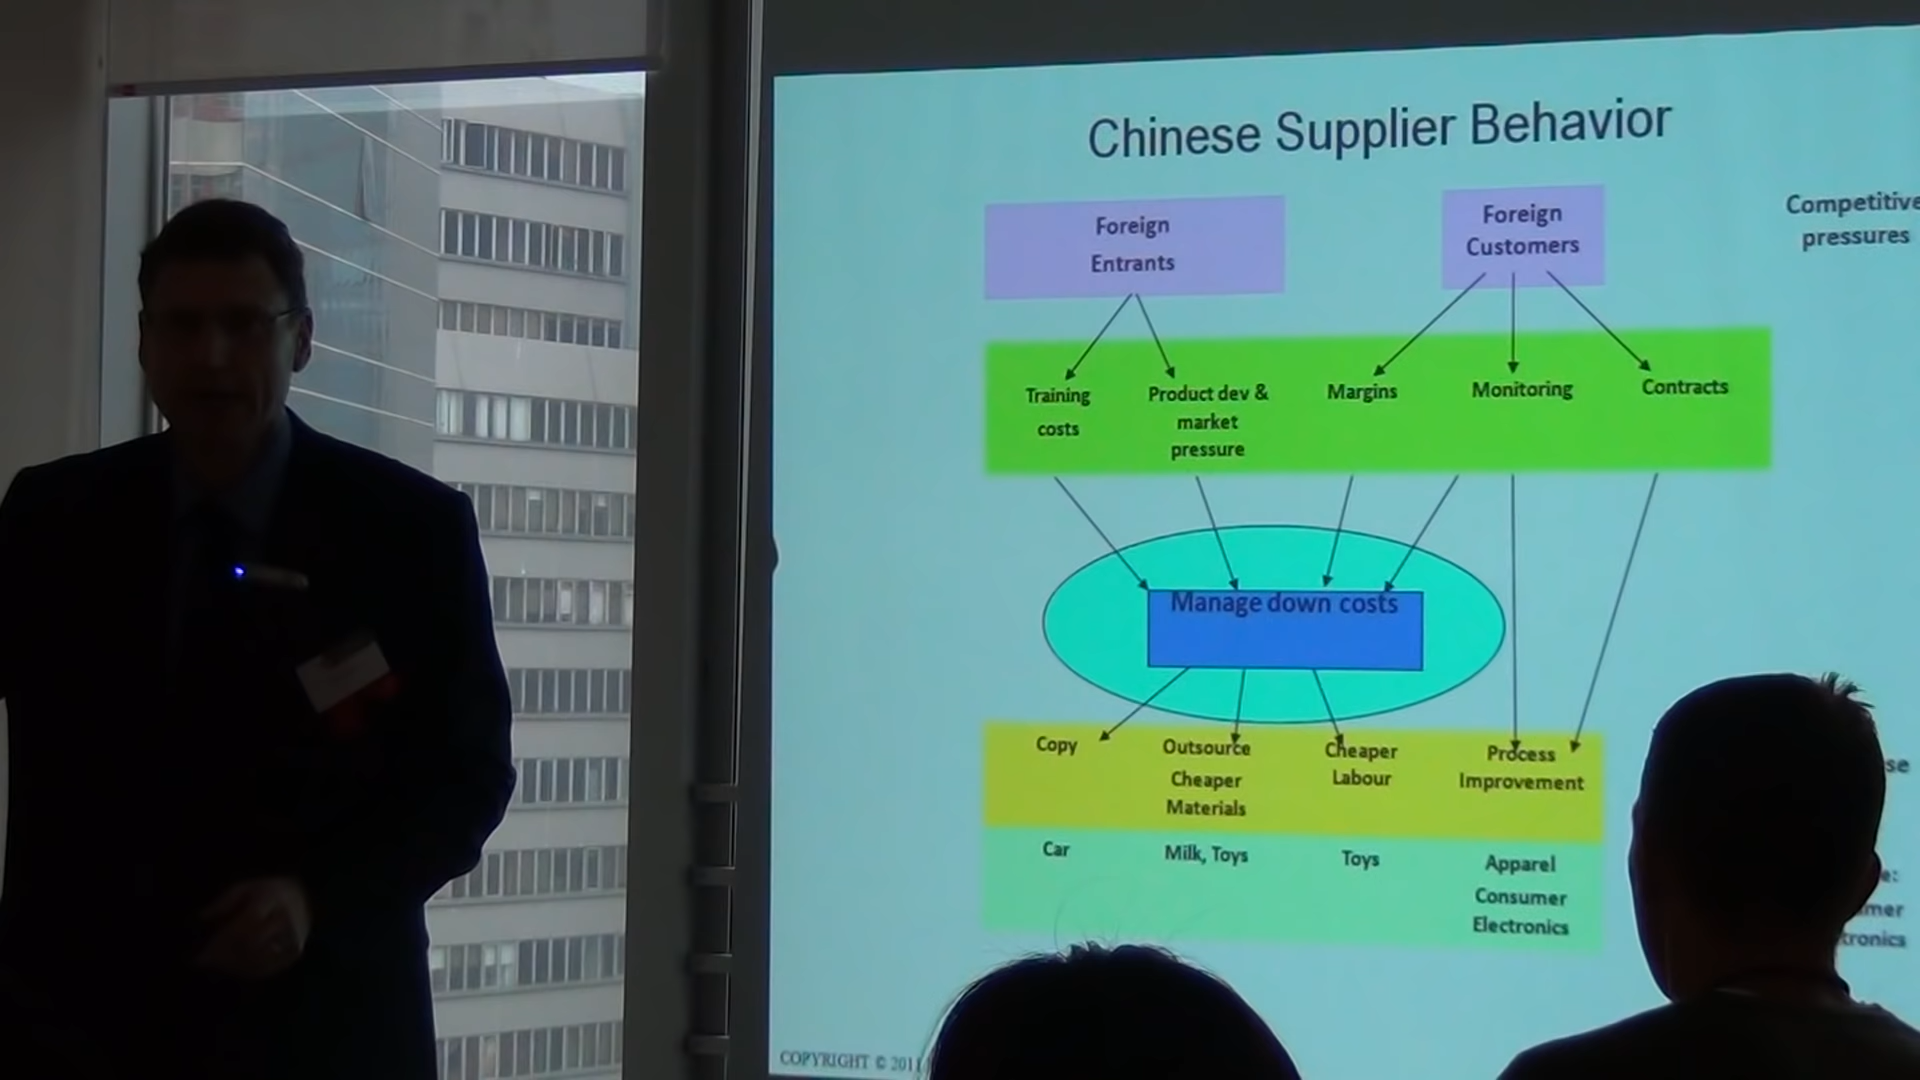 Chinese Supplier Behavior
Foreign
Entrants
Foreign
Customers
Competitive
pressures
Training
costs
Product dev &
market
pressure
Margins
Monitoring
Contracts
Manage down costs
Copy
Outsource
Cheaper
Materials
Cheaper
Labour
Process
Improvement
Car
Milk, Toys
Toys
Apparel
Consumer
Electronics
COPYRIGHT © 2011